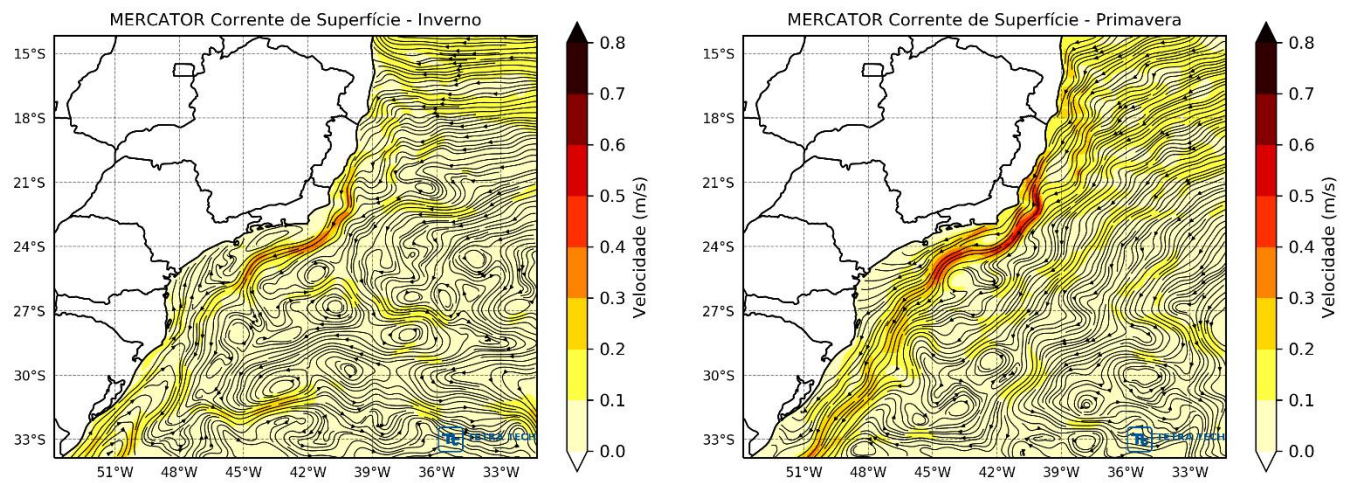 MERCATOR Corrente de Superfície - Inverno
15°S
18°S
21°S
24°S
27°S
30°S
33°S
51°W
48°W
45°W
42°W
39°W
36°W
33°W
0.8
0.7
0.6
0.5
0.4
0.3
0.2
0.1
0.0
Velocidade (m/s)
TETRA TECH
MERCATOR Corrente de Superfície - Primavera
15°S
18°S
21°S
24°S
27°S
30°S
33°S
51°W
48°W
45°W
42°W
39°W
36°W
33°W
0.8
0.7
0.6
0.5
0.4
0.3
0.2
0.1
0.0
Velocidade (m/s)
TETRA TECH